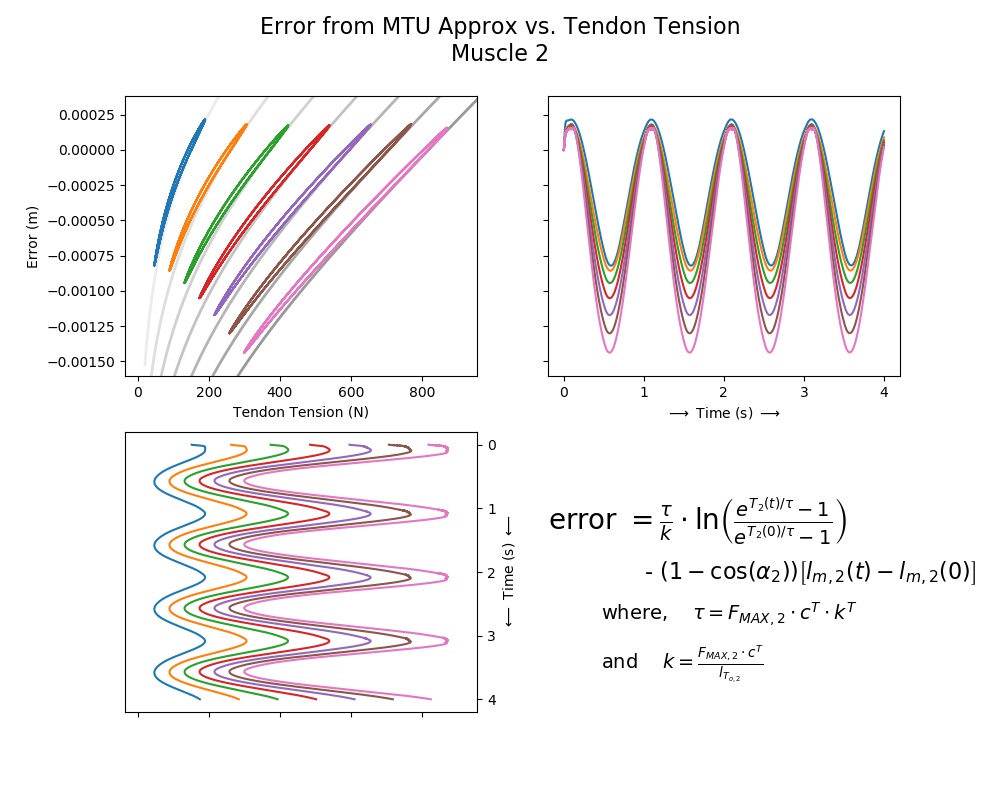 Error from MTU Approx vs. Tendon Tension
Muscle 2
0.00025
0.00000
−0.00025
−0.00050
−0.00075
−0.00100
−0.00125
−0.00150
Error (m)
0 200 400 600 800
Tendon Tension (N)
0 1 2 3 4
⟶ Time (s) ⟶
0
1
2
3
4
⟵ Time (s) ⟵
error = τ/k · ln((e^{T₂(t)/τ} − 1)/(e^{T₂(0)/τ} − 1))
- (1 − cos(α₂))[l_{m,2}(t) − l_{m,2}(0)]
where, τ = F_{MAX,2} · c^T · k^T
and k = F_{MAX,2} · c^T / l_{T_{o,2}}